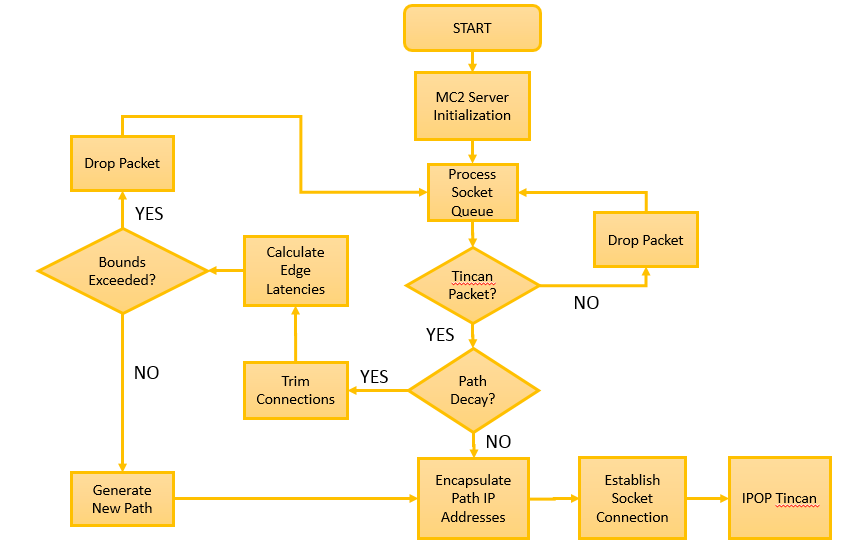 START
MC2 Server
Initialization
Process
Socket
Queue
Drop Packet
YES
Drop Packet
Bounds
Exceeded?
Calculate
Edge
Latencies
Tincan
Packet?
NO
YES
NO
Trim
Connections
YES
Path
Decay?
NO
Generate
New Path
Encapsulate
Path IP
Addresses
Establish
Socket
Connection
IPOP Tincan